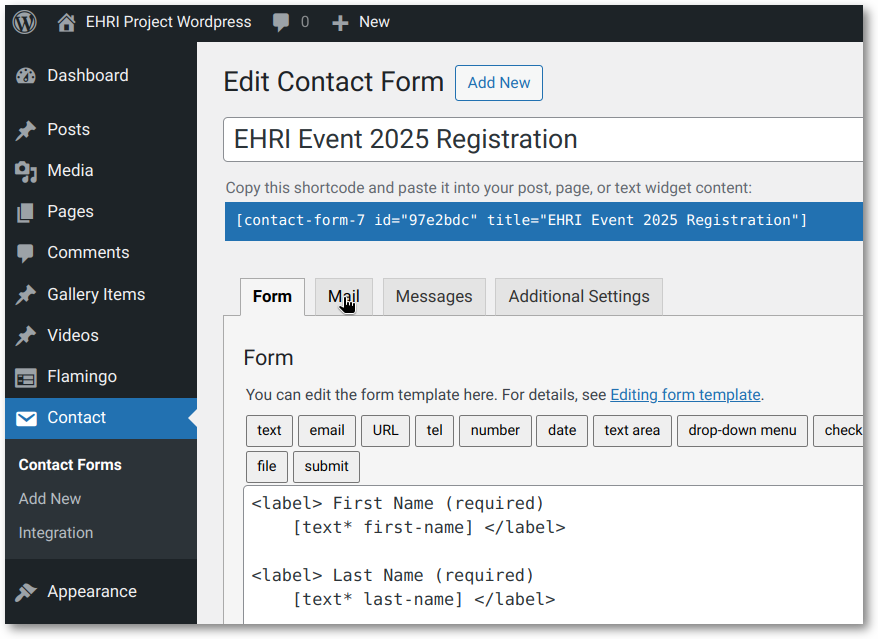 EHRI Project Wordpress 0 New
Dashboard
Posts
Media
Pages
Comments
Gallery Items
Videos
Flamingo
Contact
Contact Forms
Add New
Integration
Appearance
Edit Contact Form Add New
EHRI Event 2025 Registration
Copy this shortcode and paste it into your post, page, or text widget content:
[contact-form-7 id="97e2bdc" title="EHRI Event 2025 Registration"]
Form Mail Messages Additional Settings
Form
You can edit the form template here. For details, see Editing form template.
text email URL tel number date text area drop-down menu check
file submit
<label> First Name (required)
[text* first-name] </label>
<label> Last Name (required)
[text* last-name] </label>